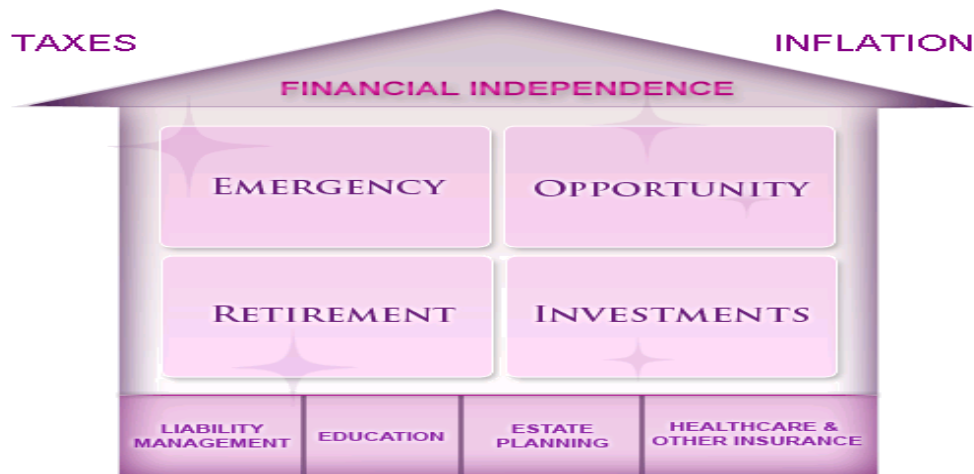 TAXES
INFLATION
FINANCIAL INDEPENDENCE
EMERGENCY
OPPORTUNITY
RETIREMENT
INVESTMENTS
LIABILITY
MANAGEMENT
EDUCATION
ESTATE
PLANNING
HEALTHCARE &
OTHER INSURANCE